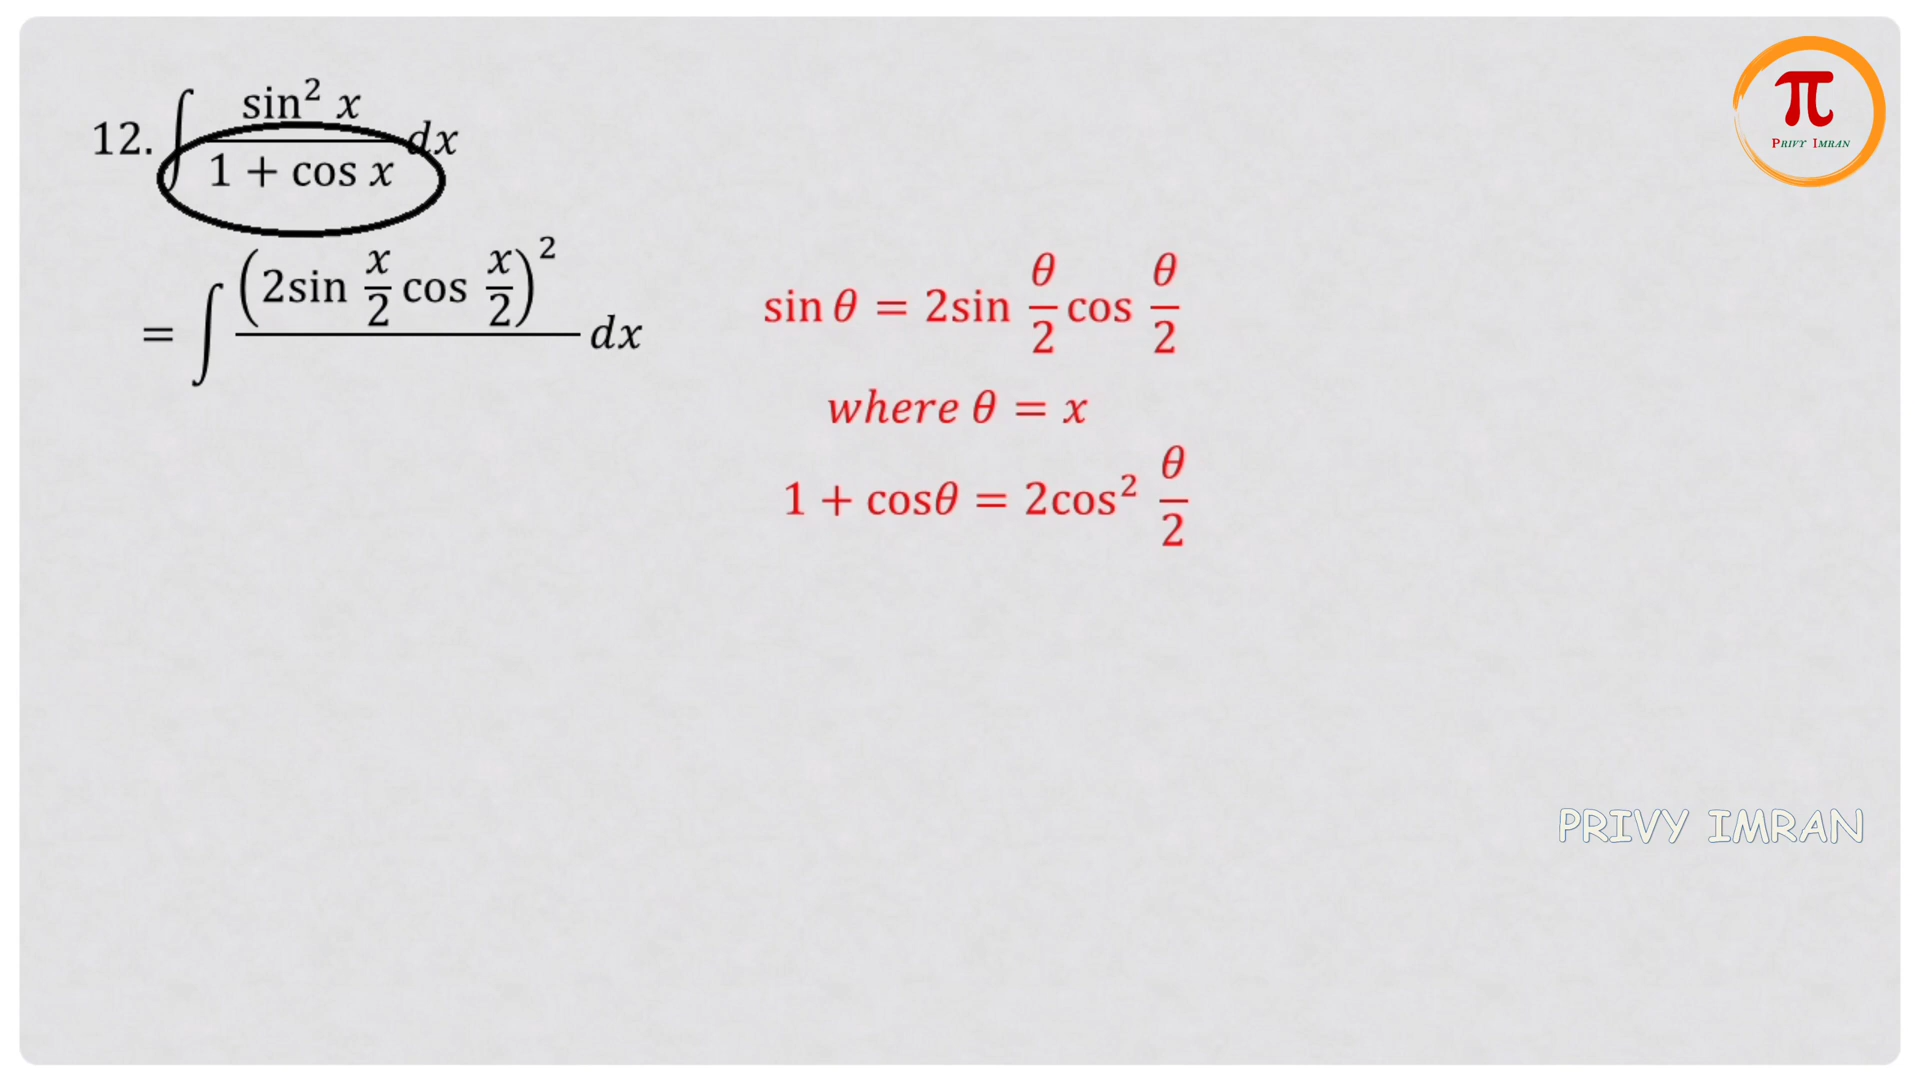 12. ∫ sin² x / (1 + cos x) dx
= ∫ (2sin x/2 cos x/2)² / dx
sin θ = 2sin θ/2 cos θ/2
where θ = x
1 + cosθ = 2cos² θ/2
π
PRIVY IMRAN
PRIVY IMRAN